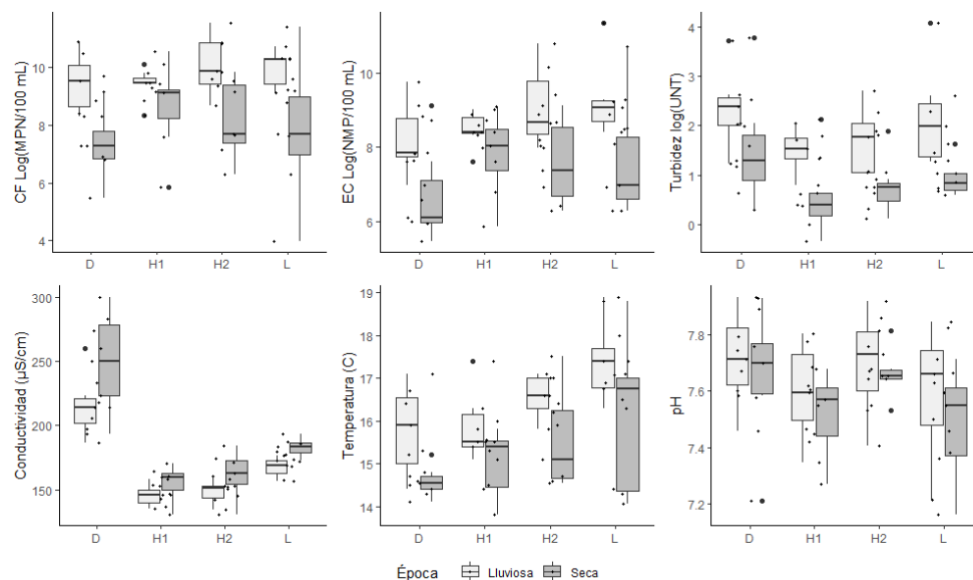 CF Log(MPN/100 mL)
10
8
6
4
D H1 H2 L
EC Log(NMP/100 mL)
10
8
6
D H1 H2 L
Turbidez log(UNT)
4
3
2
1
0
D H1 H2 L
Conductividad (µS/cm)
300
250
200
150
D H1 H2 L
Temperatura (C)
19
18
17
16
15
14
D H1 H2 L
pH
7.8
7.6
7.4
7.2
D H1 H2 L
Época Lluviosa Seca